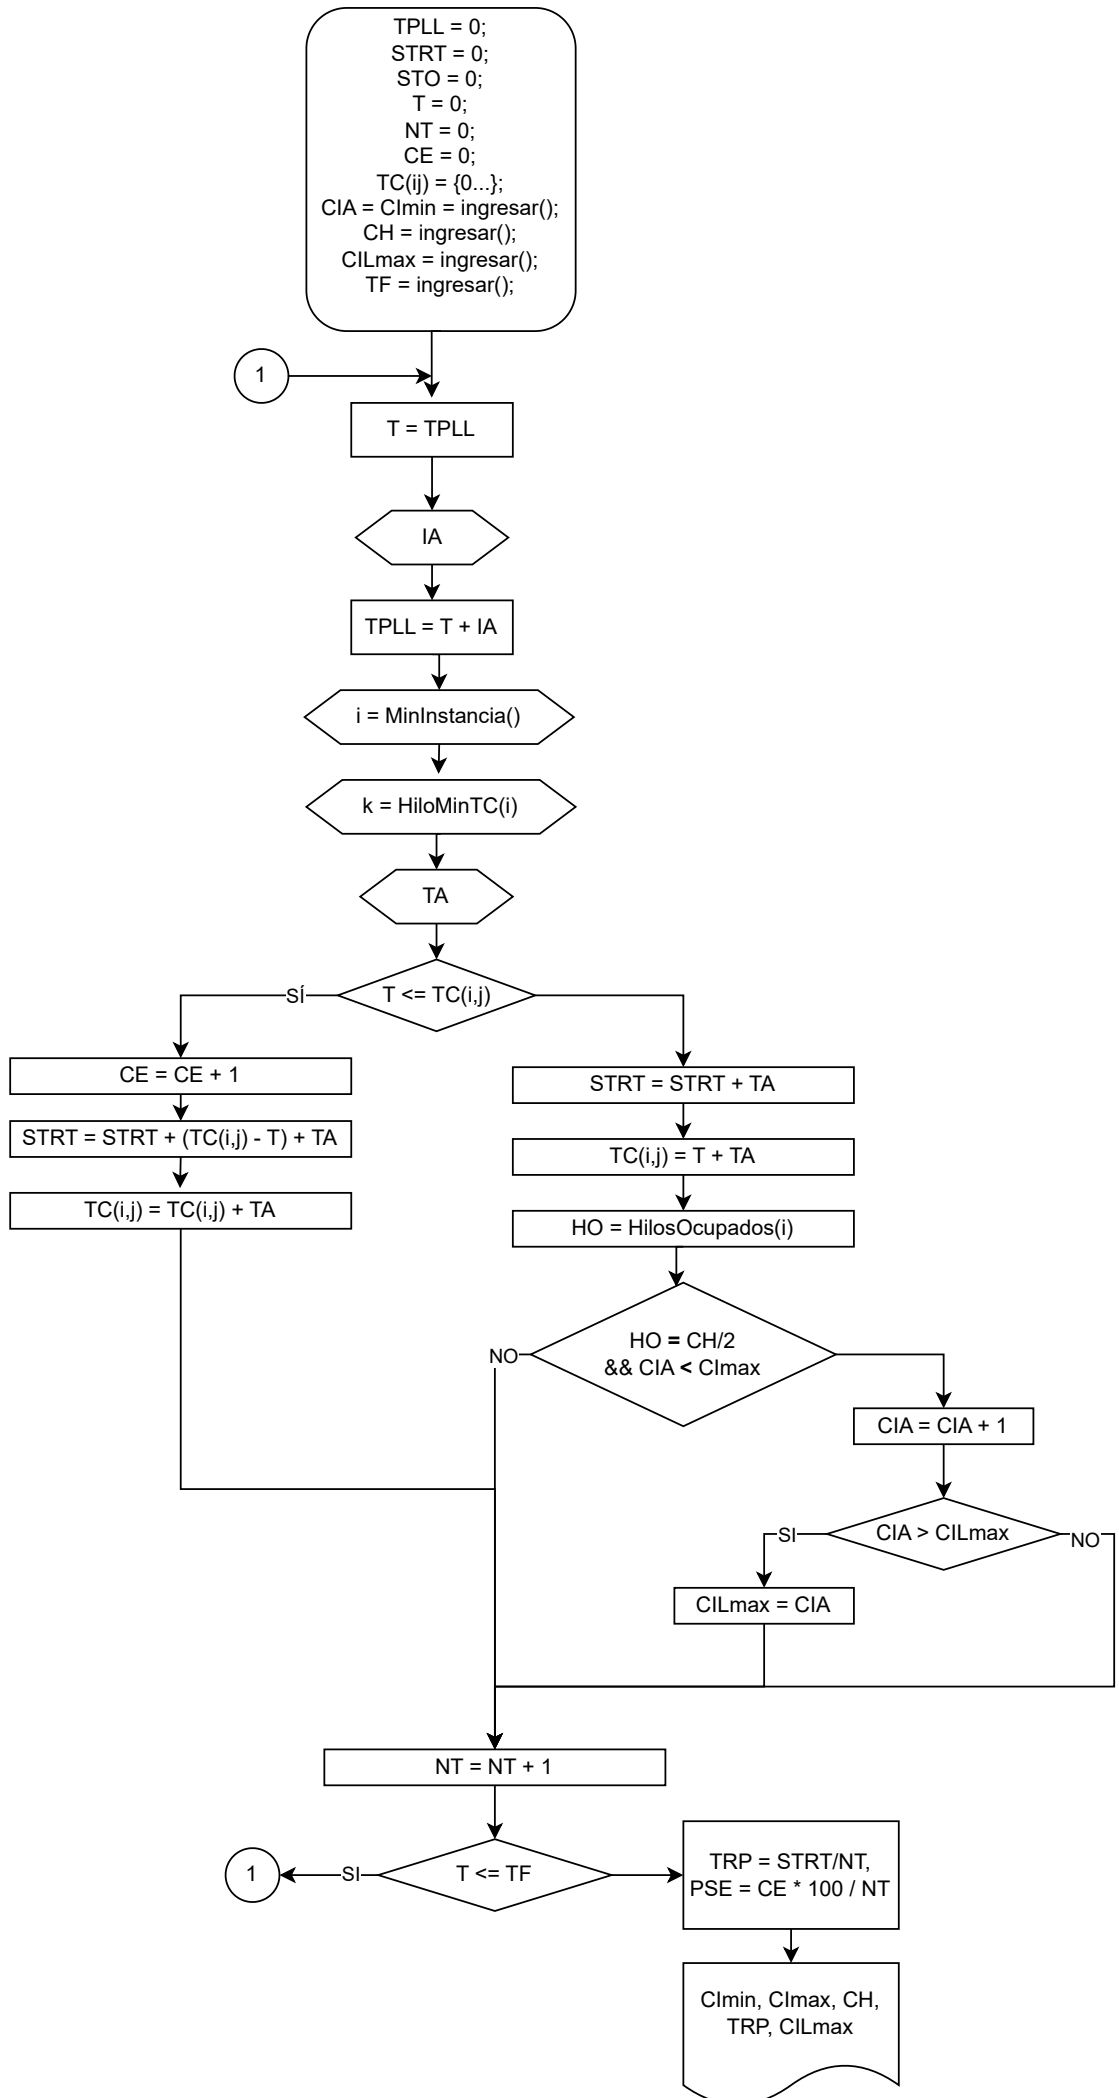 TPLL = 0;
STRT = 0;
STO = 0;
T = 0;
NT = 0;
CE = 0;
TC(ij) = {0...};
CIA = CImin = ingresar();
CH = ingresar();
CILmax = ingresar();
TF = ingresar();
1
T = TPLL
IA
TPLL = T + IA
i = MinInstancia()
k = HiloMinTC(i)
TA
T <= TC(i,j)
SÍ
CE = CE + 1
STRT = STRT + (TC(i,j) - T) + TA
TC(i,j) = TC(i,j) + TA
STRT = STRT + TA
TC(i,j) = T + TA
HO = HilosOcupados(i)
HO = CH/2
&& CIA < CImax
NO
CIA = CIA + 1
CIA > CILmax
SI
NO
CILmax = CIA
NT = NT + 1
T <= TF
SI
1
TRP = STRT/NT,
PSE = CE * 100 / NT
CImin, CImax, CH,
TRP, CILmax